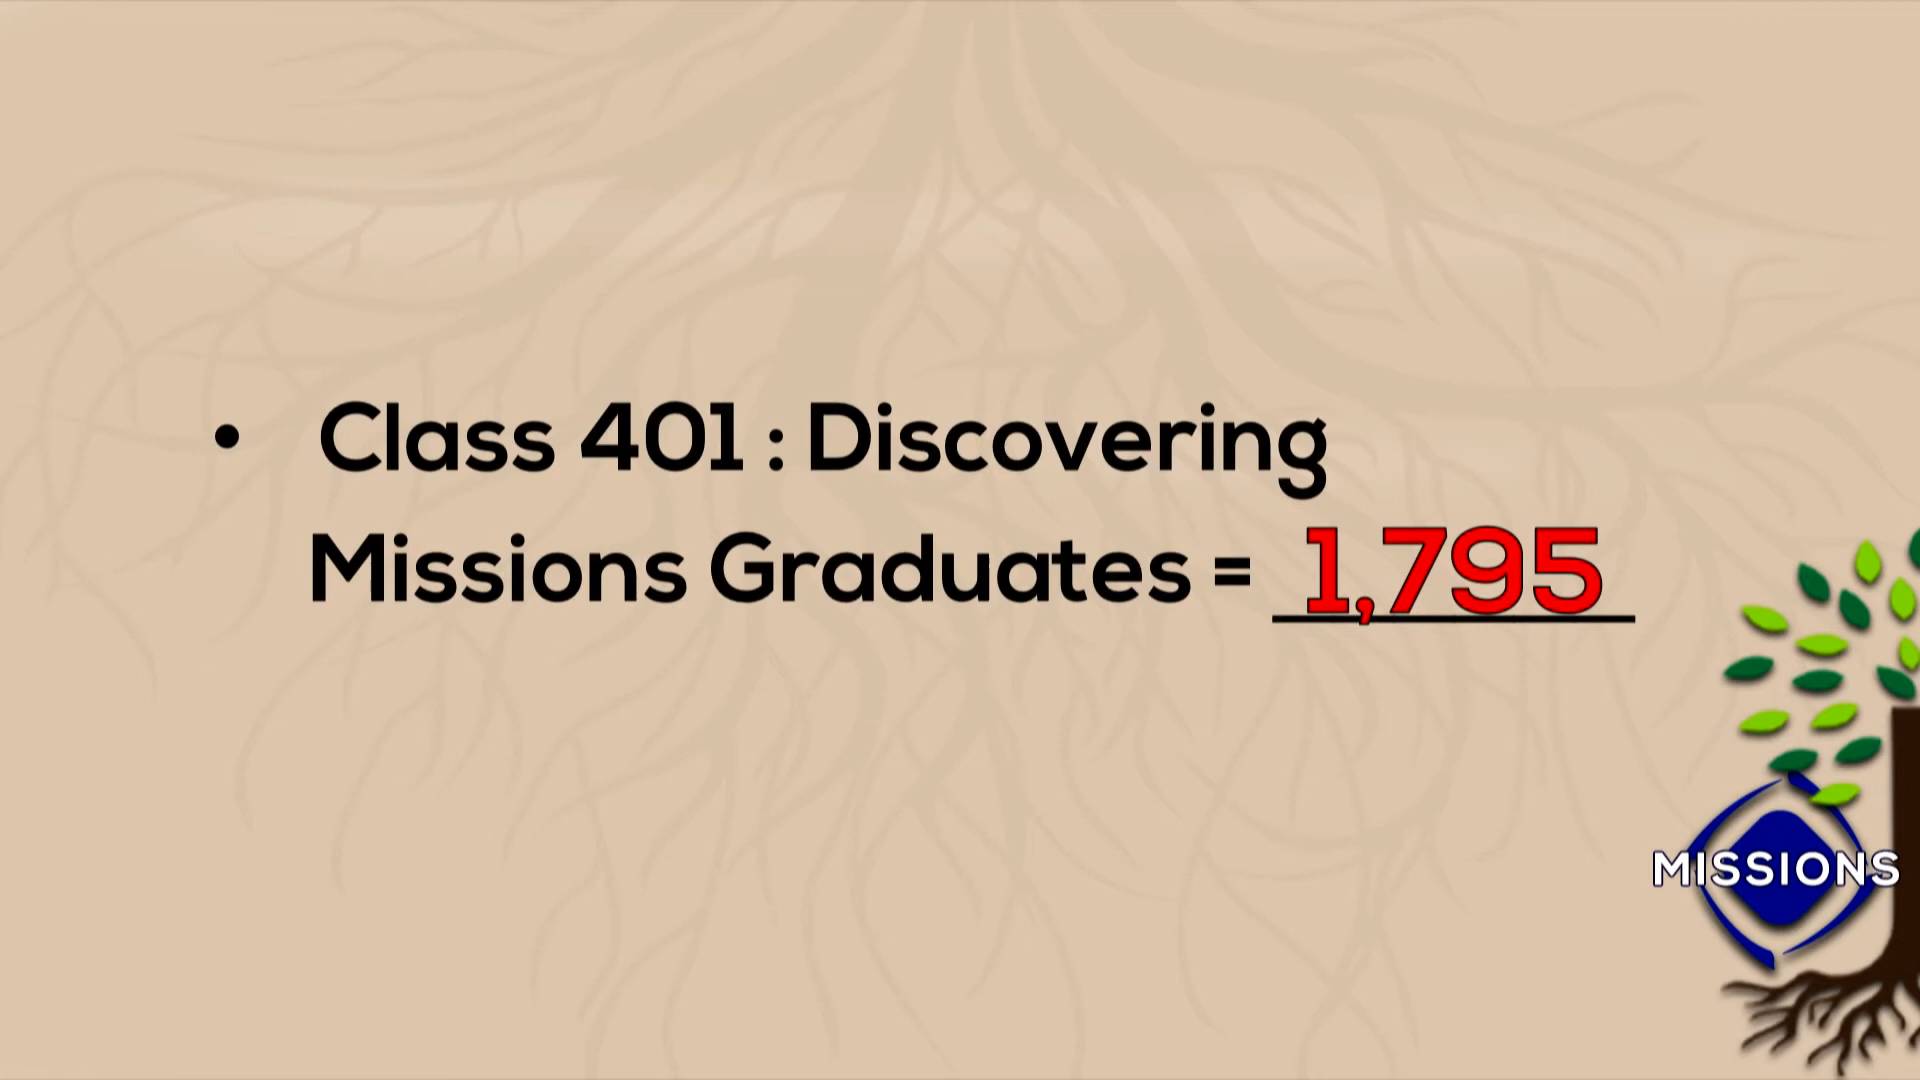 • Class 401 : Discovering
Missions Graduates = 1,795
MISSIONS